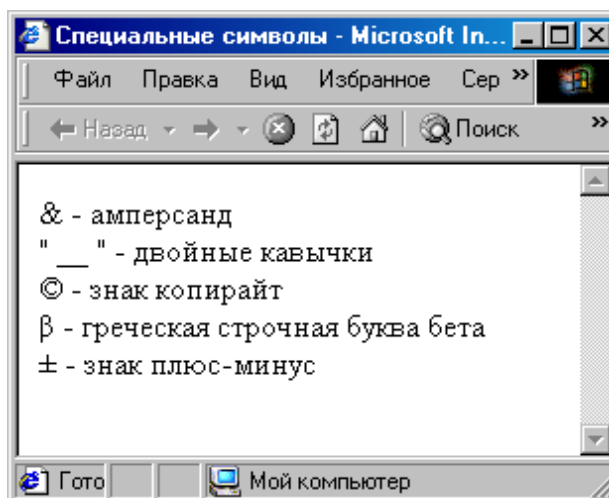 Специальные символы - Microsoft In...
Файл Правка Вид Избранное Сер »
Назад Поиск »
& - амперсанд
" __ " - двойные кавычки
© - знак копирайт
β - греческая строчная буква бета
± - знак плюс-минус
Гото Мой компьютер